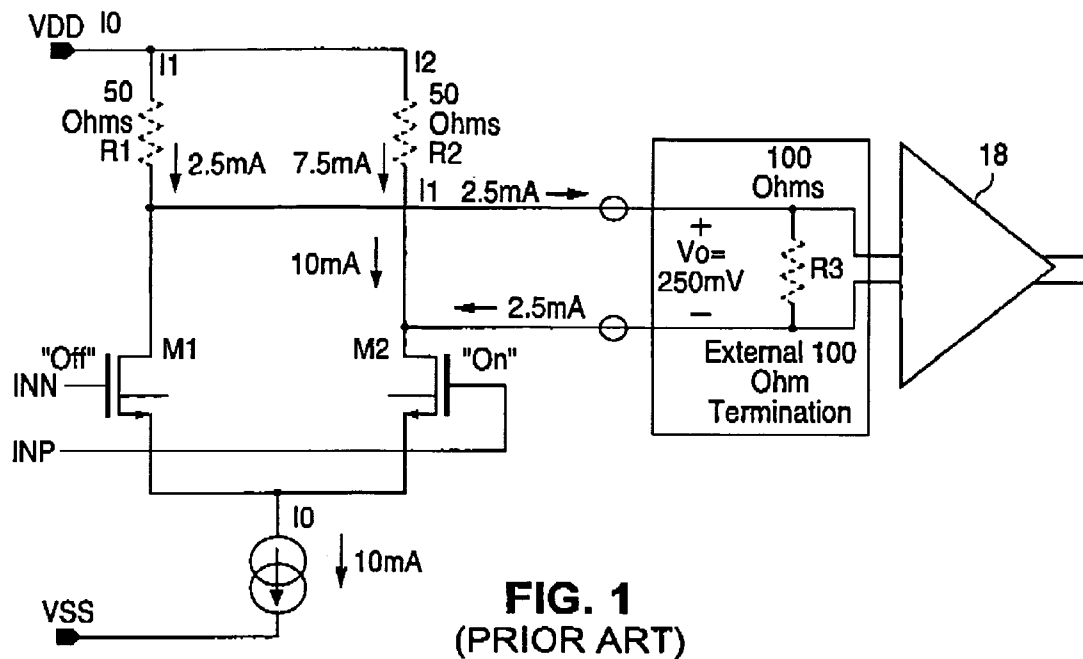 VDD I0
I1
I2
50
Ohms
R1
50
Ohms
R2
2.5mA
7.5mA
I1 2.5mA
10mA
2.5mA
100
Ohms
+
Vo=
250mV
–
R3
External 100
Ohm
Termination
18
"Off"
M1
M2
"On"
INN
INP
I0
10mA
VSS
FIG. 1
(PRIOR ART)